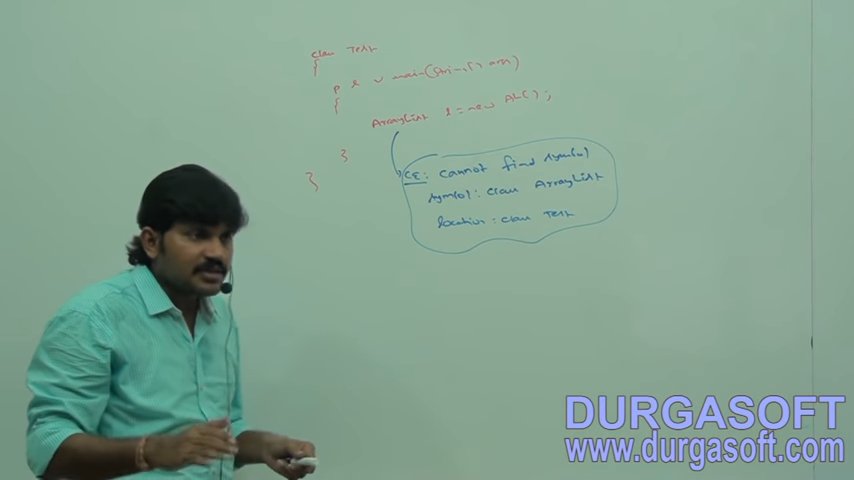 class Test
{
p s v main(String[] args)
{
ArrayList l = new AL();
}
}
CE: cannot find symbol
symbol: class ArrayList
location: class Test
DURGASOFT
www.durgasoft.com